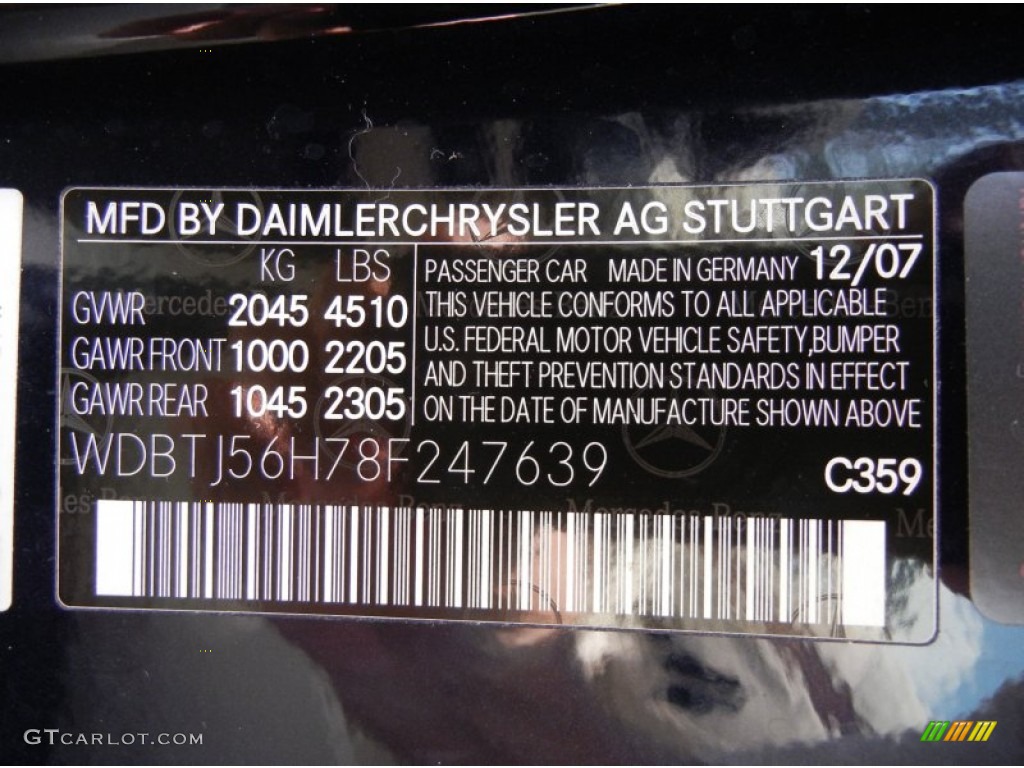 MFD BY DAIMLERCHRYSLER AG STUTTGART
KG LBS
GVWR 2045 4510
GAWR FRONT 1000 2205
GAWR REAR 1045 2305
PASSENGER CAR MADE IN GERMANY 12/07
THIS VEHICLE CONFORMS TO ALL APPLICABLE
U.S. FEDERAL MOTOR VEHICLE SAFETY,BUMPER
AND THEFT PREVENTION STANDARDS IN EFFECT
ON THE DATE OF MANUFACTURE SHOWN ABOVE
WDBTJ56H78F247639
C359
Mercedes Benz
GTCARLOT.COM